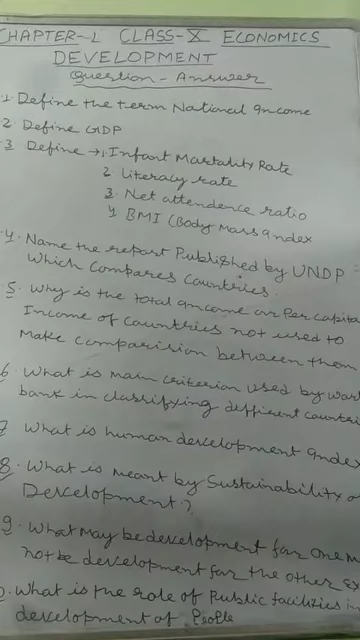 CHAPTER-1 CLASS-X ECONOMICS
DEVELOPMENT
Question-Answer
1. Define the term National Income
2. Define GDP
3 Define → 1. Infant Martality Rate
2. Literacy rate
3. Net attendence ratio
4 BMI (Body Mass Index
4. Name the report Published by UNDP
which compares countries.
5. Why is the total Income or Per capita
Income of countries not used to
make comparision between them
6. What is main criterion used by
bank in classifying different
7. What is human development Index
8. What is meant by Sustainability
Development?
9. What may be development for one
not be development for the other
What is the role of Public facilities in
development of People